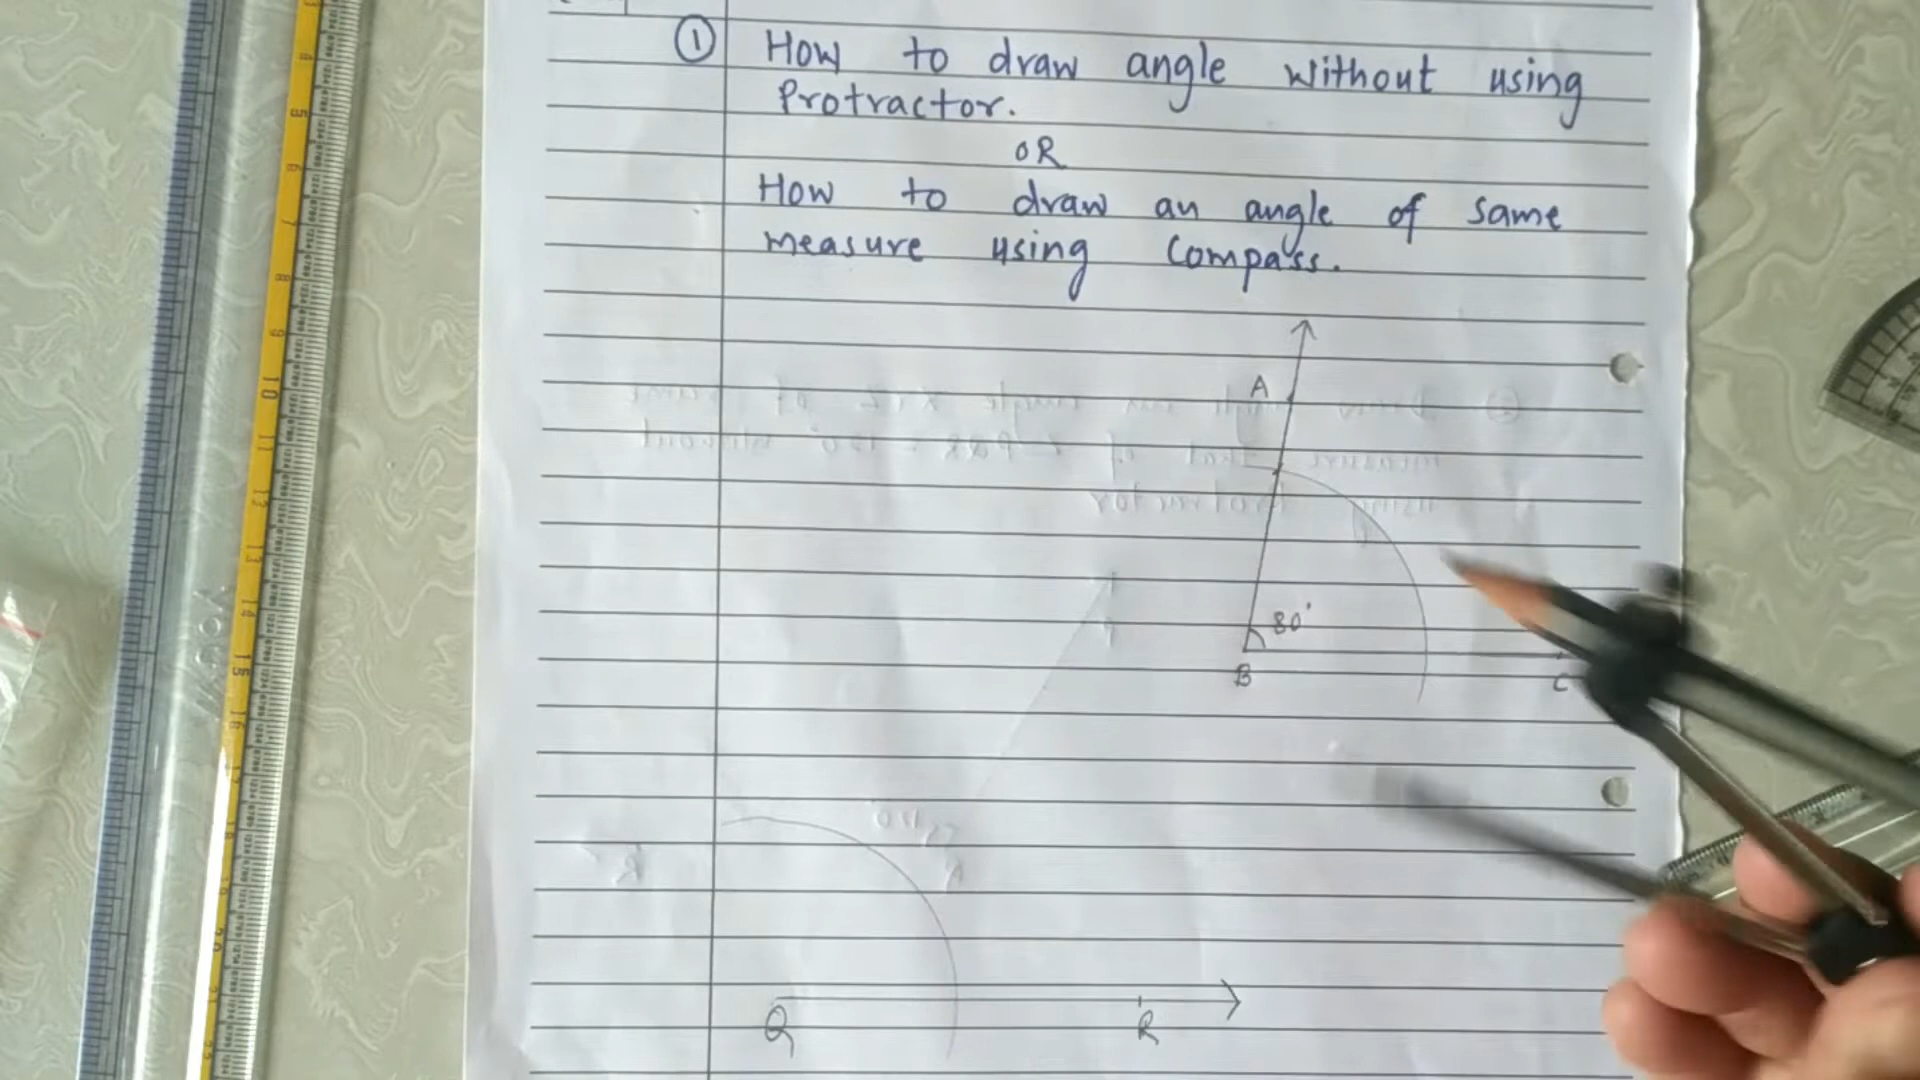 ① How to draw angle without using
Protractor.
OR
How to draw an angle of same
measure using Compass.
A
80°
B C
Q R